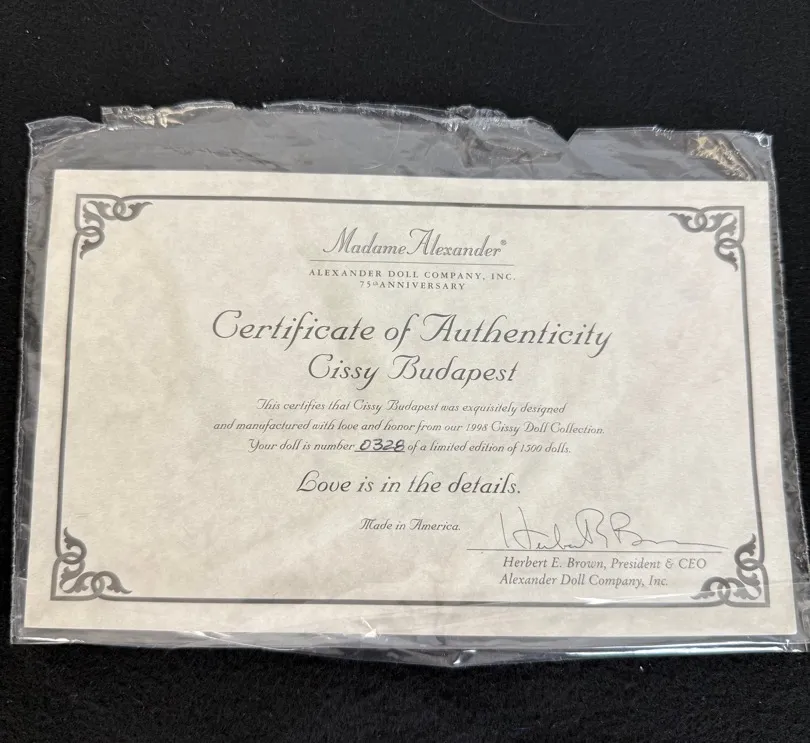 Madame Alexander®
ALEXANDER DOLL COMPANY, INC.
75th ANNIVERSARY
Certificate of Authenticity
Cissy Budapest
This certifies that Cissy Budapest was exquisitely designed
and manufactured with love and honor from our 1998 Cissy Doll Collection.
Your doll is number 0328 of a limited edition of 1500 dolls.
Love is in the details.
Made in America.
Herbert E. Brown, President & CEO
Alexander Doll Company, Inc.